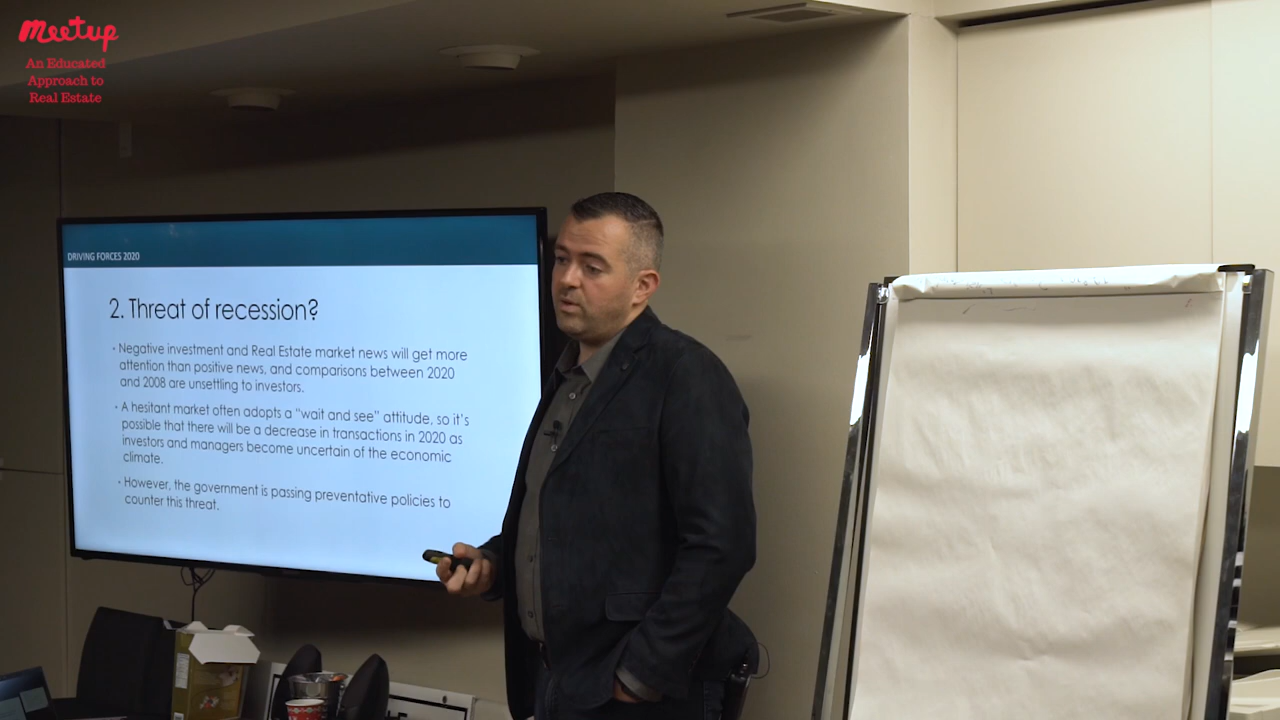 Meetup
An Educated
Approach to
Real Estate
DRIVING FORCES 2020
2. Threat of recession?
· Negative investment and Real Estate market news will get more
attention than positive news, and comparisons between 2020
and 2008 are unsettling to investors.
· A hesitant market often adopts a “wait and see” attitude, so it’s
possible that there will be a decrease in transactions in 2020 as
investors and managers become uncertain of the economic
climate.
· However, the government is passing preventative policies to
counter this threat.